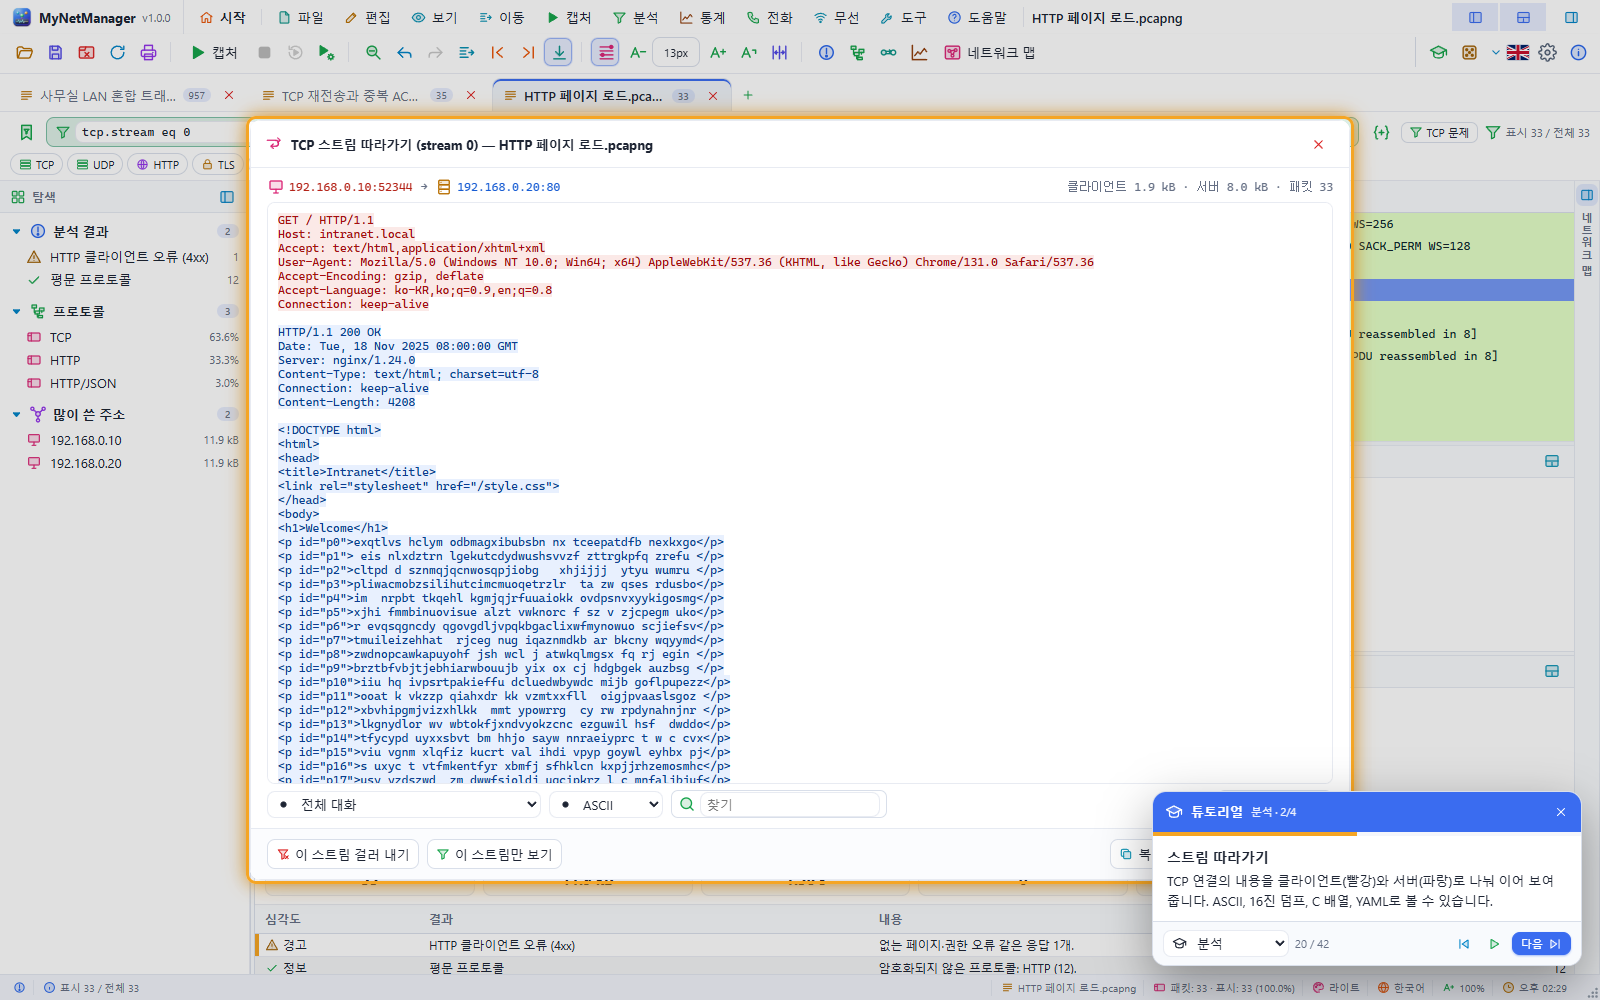 MyNetManager v1.0.0
시작 파일 편집 보기 이동 캡처 분석 통계 전화 무선 도구 도움말 HTTP 페이지 로드.pcapng
캡처 A− 13px A+ 네트워크 맵
사무실 LAN 혼합 트래... 957
TCP 재전송과 중복 AC... 35
HTTP 페이지 로드.pca... 33
tcp.stream eq 0
TCP 문제 표시 33 / 전체 33
TCP UDP HTTP TLS
탐색
분석 결과 2
HTTP 클라이언트 오류 (4xx) 1
평문 프로토콜 12
프로토콜 3
TCP 63.6%
HTTP 33.3%
HTTP/JSON 3.0%
많이 쓴 주소 2
192.168.0.10 11.9 kB
192.168.0.20 11.9 kB
TCP 스트림 따라가기 (stream 0) — HTTP 페이지 로드.pcapng
192.168.0.10:52344 → 192.168.0.20:80
클라이언트 1.9 kB · 서버 8.0 kB · 패킷 33
GET / HTTP/1.1
Host: intranet.local
Accept: text/html,application/xhtml+xml
User-Agent: Mozilla/5.0 (Windows NT 10.0; Win64; x64) AppleWebKit/537.36 (KHTML, like Gecko) Chrome/131.0 Safari/537.36
Accept-Encoding: gzip, deflate
Accept-Language: ko-KR,ko;q=0.9,en;q=0.8
Connection: keep-alive
HTTP/1.1 200 OK
Date: Tue, 18 Nov 2025 08:00:00 GMT
Server: nginx/1.24.0
Content-Type: text/html; charset=utf-8
Connection: keep-alive
Content-Length: 4208
<!DOCTYPE html>
<html>
<head>
<title>Intranet</title>
<link rel="stylesheet" href="/style.css">
</head>
<body>
<h1>Welcome</h1>
<p id="p0">exqtlvs hclym odbmagxibubsbn nx tceepatdfb nexkxgo</p>
<p id="p1"> eis nlxdztrn lgekutcdydwushsvvzf zttrgkpfq zrefu </p>
<p id="p2">cltpd d sznmqjqcnwosqpjiobg   xhjijjj  ytyu wumru </p>
<p id="p3">pliwacmobzsilihutcimcmuoqetrzlr  ta zw qses rdusbo</p>
<p id="p4">im  nrpbt tkqehl kgmjqjrfuuaiokk ovdpsnvxyykigosmg</p>
<p id="p5">xjhi fmmbinuovisue alzt vwknorc f sz v zjcpegm uko</p>
<p id="p6">r evqsqgncdy qgovgdljvpqkbgaclixwfmynowuo scjiefsv</p>
<p id="p7">tmuileizehhat  rjceg nug iqaznmdkb ar bkcny wqyymd</p>
<p id="p8">zwdnopcawkapuyohf jsh wcl j atwkqlmgsx fq rj egin </p>
<p id="p9">brztbfvbjtjebhiarwbouujb yix ox cj hdgbgek auzbsg </p>
<p id="p10">iiu hq ivpsrtpakieffu dcluedwbywdc mijb goflpupezz</p>
<p id="p11">ooat k vkzzp qiahxdr kk vzmtxxfll  oigjpvaaslsgoz </p>
<p id="p12">xbvhipgmjvizxhlkk  mmt ypowrrg  cy rw rpdynahnjnr </p>
<p id="p13">lkgnydlor wv wbtokfjxndvyokzcnc ezguwil hsf  dwddo</p>
<p id="p14">tfycypd uyxxsbvt bm hhjo sayw nnraeiyprc t w c cvx</p>
<p id="p15">viu vgnm xlqfiz kucrt val ihdi vpyp goywl eyhbx pj</p>
<p id="p16">s uxyc t vtfmkentfyr xbmfj sfhklcn kxpjjrhzemosmhc</p>
<p id="p17">usv vzdszwd  zm dwwfsioldi ugcipkrz l c mnfalibiuf</p>
전체 대화 ASCII 찾기
이 스트림 걸러 내기 이 스트림만 보기 복
WS=256
SACK_PERM WS=128
reassembled in 8]
PDU reassembled in 8]
네트워크 맵
심각도 결과 내용
경고 HTTP 클라이언트 오류 (4xx) 없는 페이지·권한 오류 같은 응답 1개.
정보 평문 프로토콜 암호화되지 않은 프로토콜: HTTP (12). 12
튜토리얼 분석 · 2/4
스트림 따라가기
TCP 연결의 내용을 클라이언트(빨강)와 서버(파랑)로 나눠 이어 보여
줍니다. ASCII, 16진 덤프, C 배열, YAML로 볼 수 있습니다.
분석 20 / 42 다음
표시 33 / 전체 33
HTTP 페이지 로드.pcapng 패킷: 33 · 표시: 33 (100.0%) 라이트 한국어 100% 오후 02:29